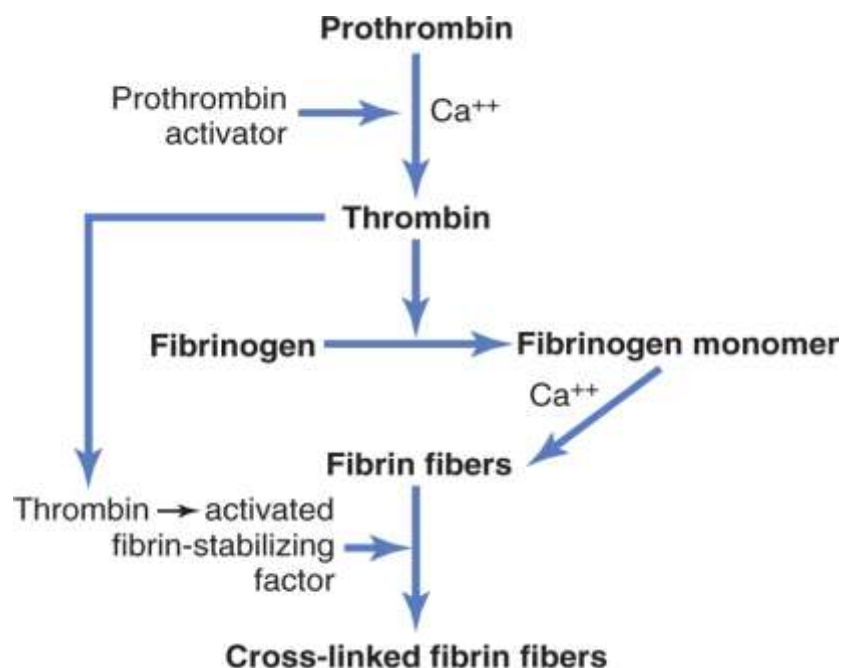 Prothrombin
Prothrombin
activator
Ca⁺⁺
Thrombin
Fibrinogen
Fibrinogen monomer
Ca⁺⁺
Fibrin fibers
Thrombin → activated
fibrin-stabilizing
factor
Cross-linked fibrin fibers